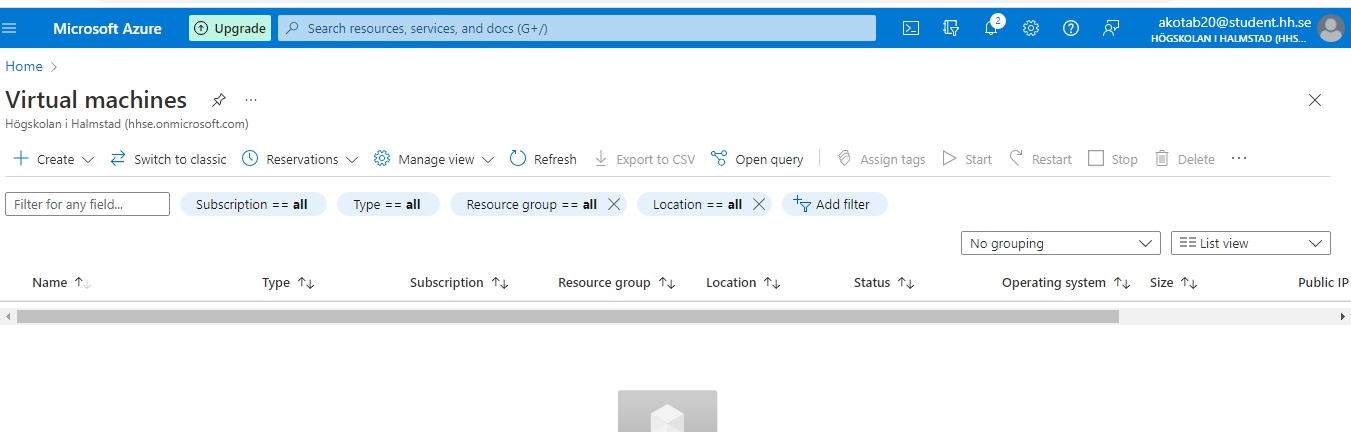 Microsoft Azure
Upgrade
Search resources, services, and docs (G+/)
2
akotab20@student.hh.se
HÖGSKOLAN I HALMSTAD (HHS...
Home
Virtual machines
...
Högskolan i Halmstad (hhse.onmicrosoft.com)
Create Switch to classic Reservations Manage view Refresh Export to CSV Open query Assign tags Start Restart Stop Delete ...
Filter for any field... Subscription == all Type == all Resource group == all Location == all Add filter
No grouping List view
Name Type Subscription Resource group Location Status Operating system Size Public IP